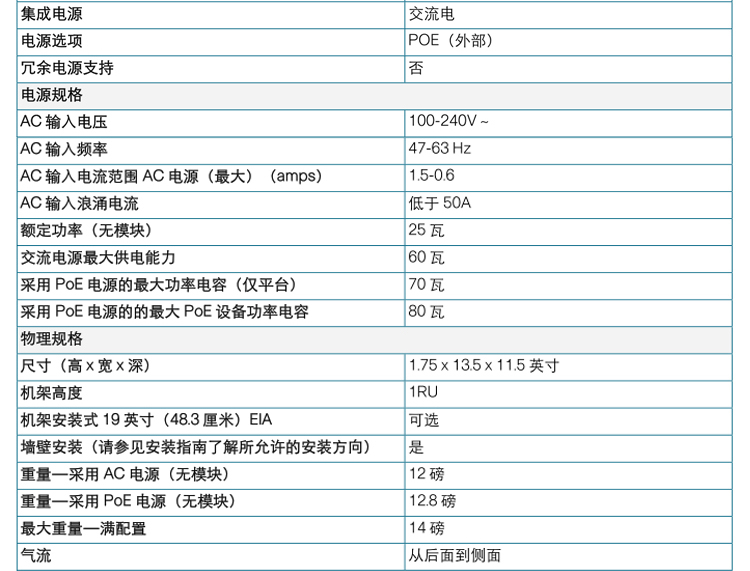 集成电源 交流电
电源选项 POE（外部）
冗余电源支持 否
电源规格
AC 输入电压 100-240V ~
AC 输入频率 47-63 Hz
AC 输入电流范围 AC 电源（最大）（amps） 1.5-0.6
AC 输入浪涌电流 低于 50A
额定功率（无模块） 25 瓦
交流电源最大供电能力 60 瓦
采用 PoE 电源的最大功率电容（仅平台） 70 瓦
采用 PoE 电源的的最大 PoE 设备功率电容 80 瓦
物理规格
尺寸（高 x 宽 x 深） 1.75 x 13.5 x 11.5 英寸
机架高度 1RU
机架安装式 19 英寸（48.3 厘米）EIA 可选
墙壁安装（请参见安装指南了解所允许的安装方向） 是
重量—采用 AC 电源（无模块） 12 磅
重量—采用 PoE 电源（无模块） 12.8 磅
最大重量—满配置 14 磅
气流 从后面到侧面